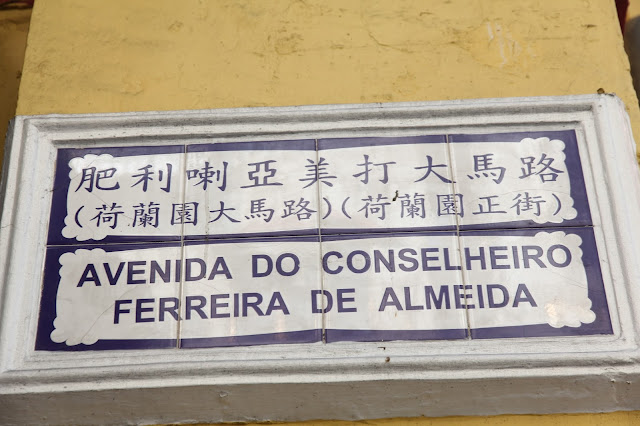 肥利喇亞美打大馬路
(荷蘭園大馬路)(荷蘭園正街)
AVENIDA DO CONSELHEIRO
FERREIRA DE ALMEIDA